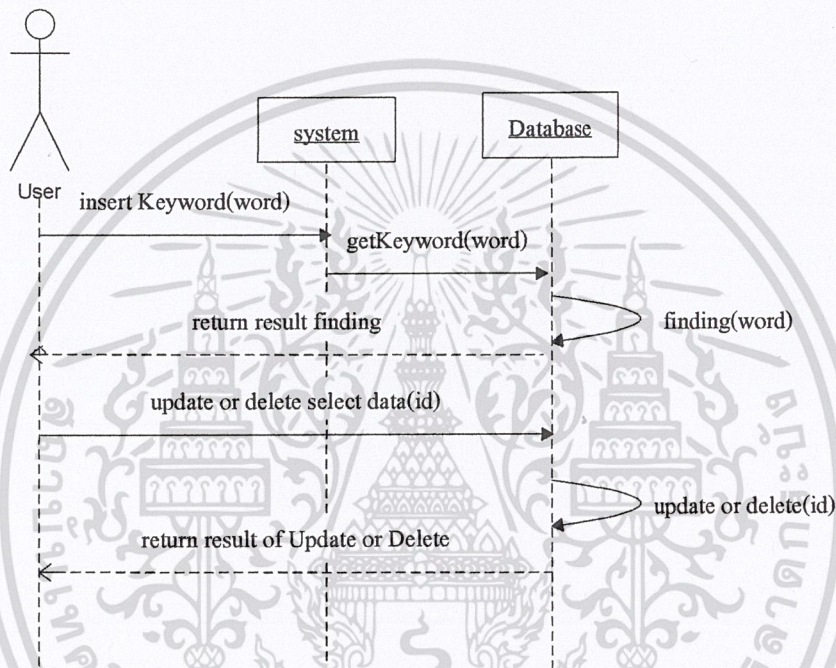 system
Database
User
insert Keyword(word)
getKeyword(word)
finding(word)
return result finding
update or delete select data(id)
update or delete(id)
return result of Update or Delete